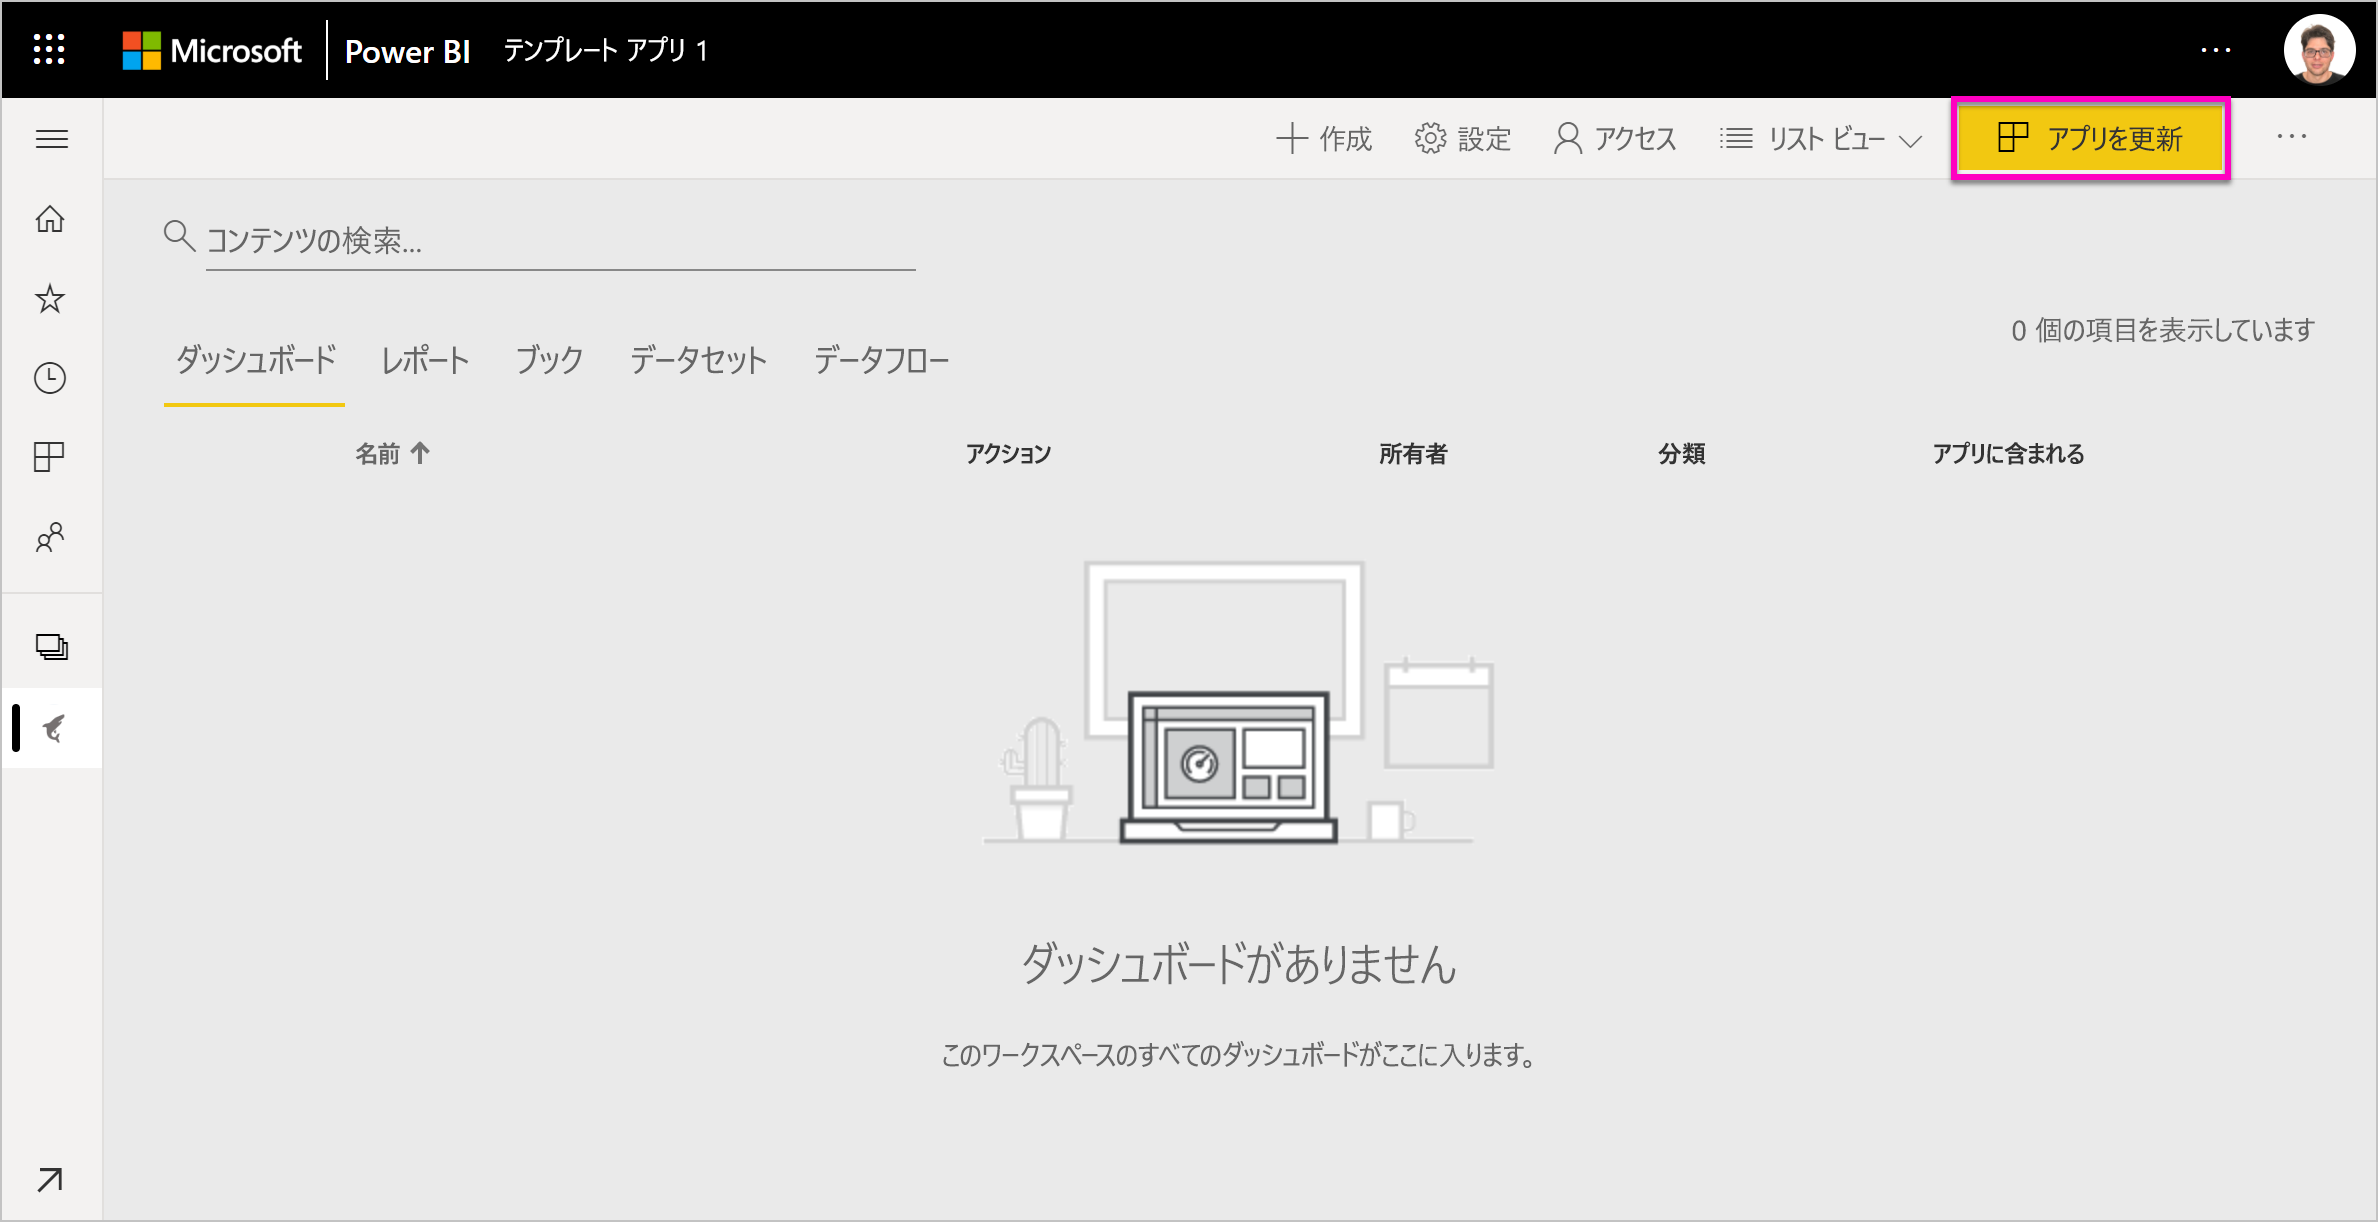 Microsoft Power BI テンプレート アプリ 1 ...
作成 設定 アクセス リスト ビュー アプリを更新 ...
コンテンツの検索...
0 個の項目を表示しています
ダッシュボード レポート ブック データセット データフロー
名前 アクション 所有者 分類 アプリに含まれる
ダッシュボードがありません
このワークスペースのすべてのダッシュボードがここに入ります。